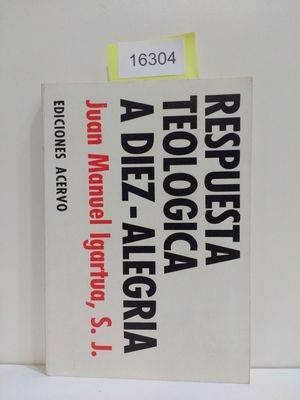 16304
RESPUESTA
TEOLOGICA
A DIEZ-ALEGRIA
Juan Manuel Igartua, S. J.
EDICIONES ACERVO